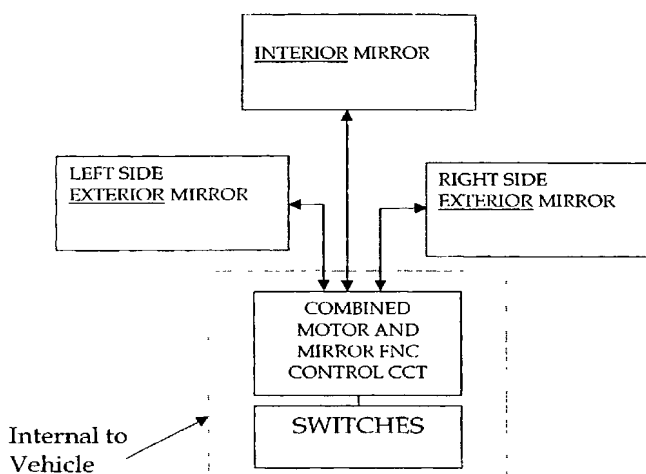 INTERIOR MIRROR
LEFT SIDE
EXTERIOR MIRROR
RIGHT SIDE
EXTERIOR MIRROR
COMBINED
MOTOR AND
MIRROR FNC
CONTROL CCT
SWITCHES
Internal to
Vehicle